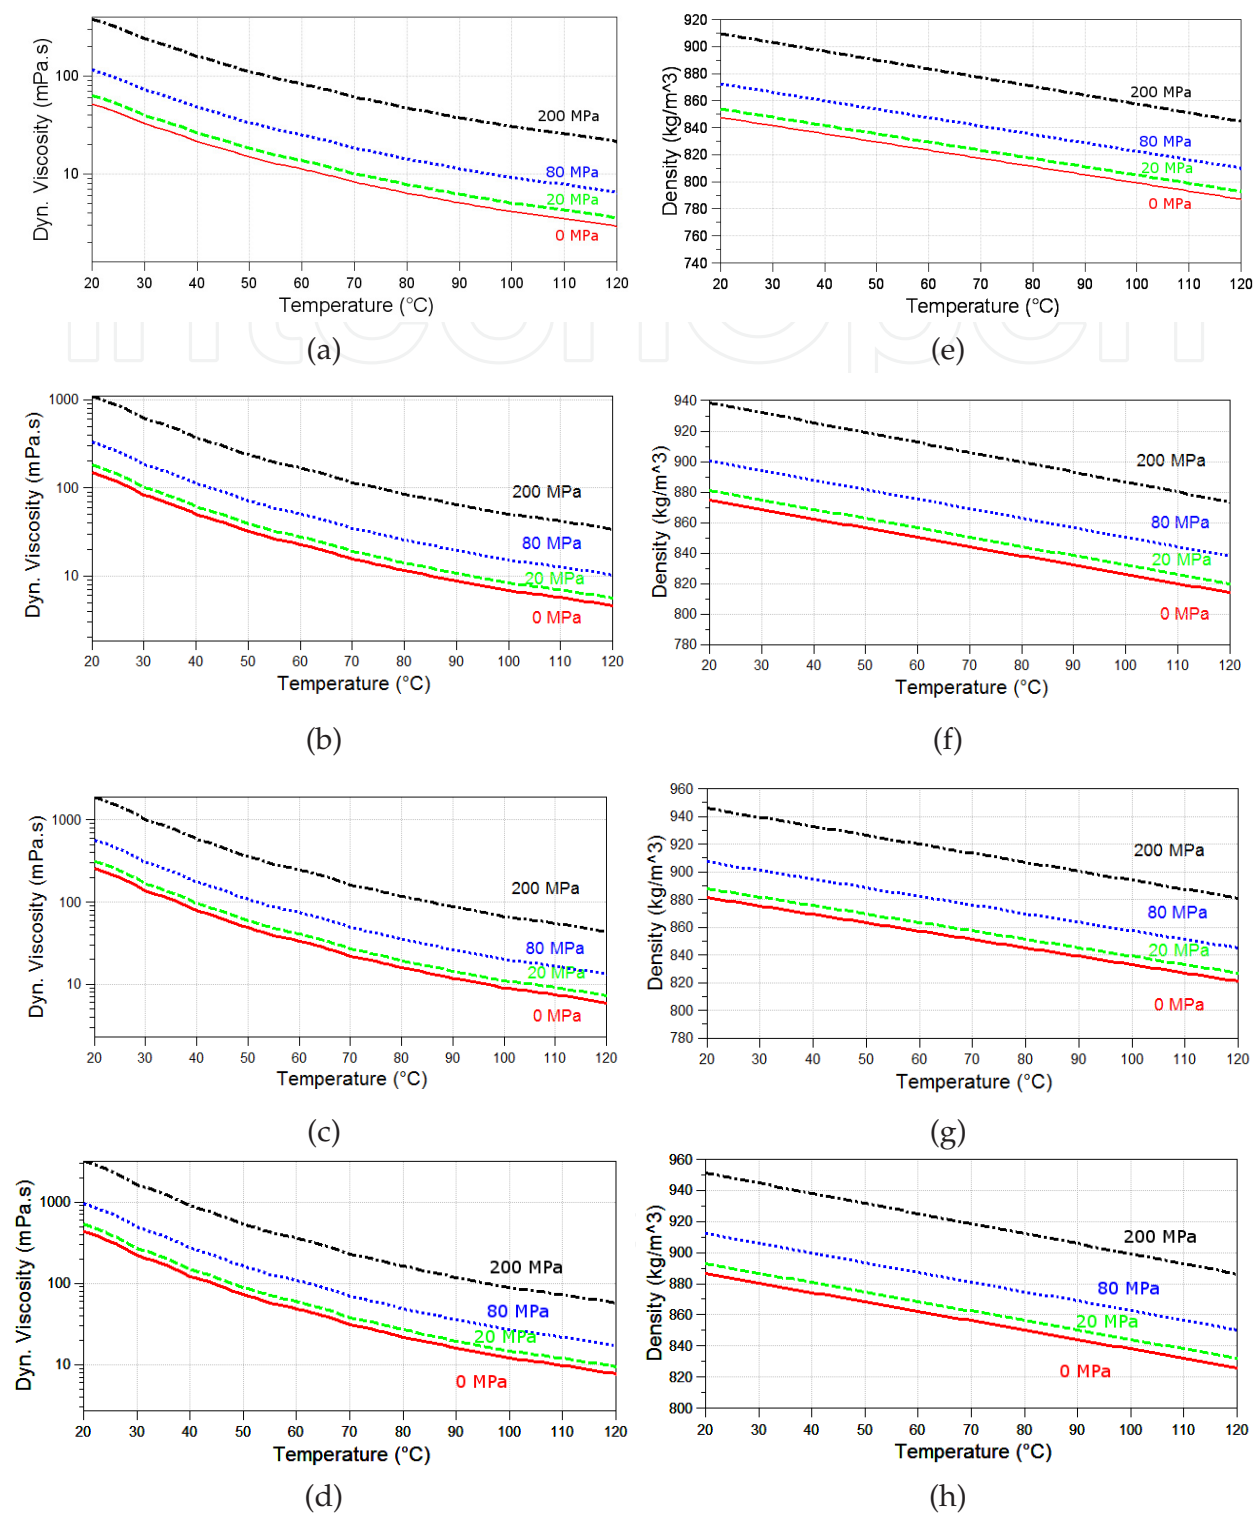 Dyn. Viscosity (mPa.s)
100
10
200 MPa
80 MPa
20 MPa
0 MPa
20 30 40 50 60 70 80 90 100 110 120
Temperature (°C)
(a)
Density (kg/m^3)
920
900
880
860
840
820
800
780
760
740
200 MPa
80 MPa
20 MPa
0 MPa
20 30 40 50 60 70 80 90 100 110 120
Temperature (°C)
(e)
intechopen
Dyn. Viscosity (mPa.s)
1000
100
10
200 MPa
80 MPa
20 MPa
0 MPa
20 30 40 50 60 70 80 90 100 110 120
Temperature (°C)
(b)
Density (kg/m^3)
940
920
900
880
860
840
820
800
780
200 MPa
80 MPa
20 MPa
0 MPa
20 30 40 50 60 70 80 90 100 110 120
Temperature (°C)
(f)
Dyn. Viscosity (mPa.s)
1000
100
10
200 MPa
80 MPa
20 MPa
0 MPa
20 30 40 50 60 70 80 90 100 110 120
Temperature (°C)
(c)
Density (kg/m^3)
960
940
920
900
880
860
840
820
800
780
200 MPa
80 MPa
20 MPa
0 MPa
20 30 40 50 60 70 80 90 100 110 120
Temperature (°C)
(g)
Dyn. Viscosity (mPa.s)
1000
100
10
200 MPa
80 MPa
20 MPa
0 MPa
20 30 40 50 60 70 80 90 100 110 120
Temperature (°C)
(d)
Density (kg/m^3)
960
940
920
900
880
860
840
820
800
200 MPa
80 MPa
20 MPa
0 MPa
20 30 40 50 60 70 80 90 100 110 120
Temperature (°C)
(h)